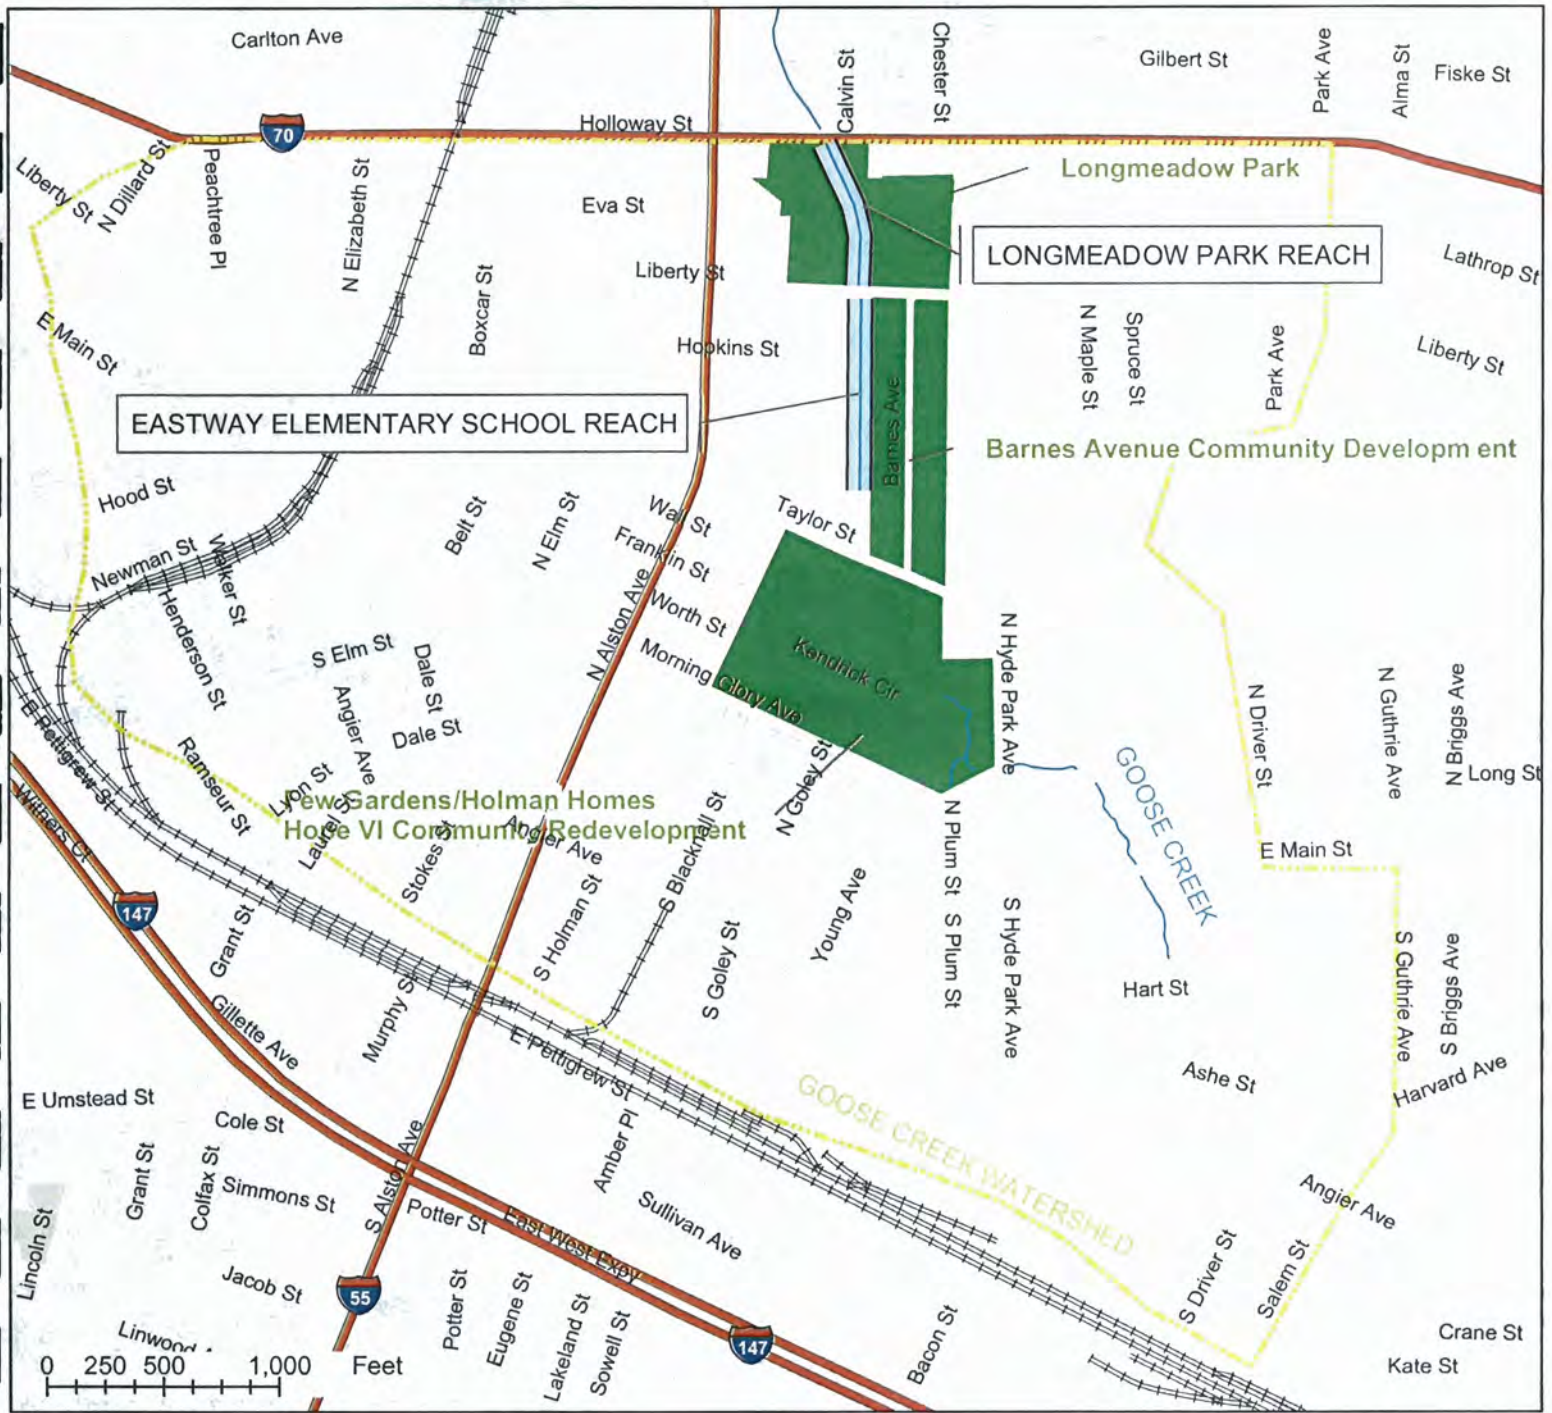 Carlton Ave
Calvin St
Chester St
Gilbert St
Park Ave
Alma St
Fiske St
70
Holloway St
Liberty St
N Dillard St
Peachtree Pl
N Elizabeth St
Eva St
Longmeadow Park
LONGMEADOW PARK REACH
Lathrop St
Liberty St
Boxcar St
E Main St
Hopkins St
N Maple St
Spruce St
Park Ave
Liberty St
EASTWAY ELEMENTARY SCHOOL REACH
Barnes Ave
Barnes Avenue Community Developm ent
Hood St
Belt St
N Elm St
Wall St
Taylor St
Franklin St
Newman St
Walker St
Henderson St
Worth St
N Alston Ave
Morning Glory Ave
Kendrick Cir
N Hyde Park Ave
S Elm St
Dale St
Angier Ave
Dale St
N Driver St
N Guthrie Ave
N Briggs Ave
Long St
E Pettigrew St
Ramseur St
Lyon St
Laurel St
N Goley St
GOOSE CREEK
Withers Ct
Few Gardens/Holman Homes
Hope VI Community Redevelopment
Angier Ave
Stokes St
S Blacknall St
N Plum St
E Main St
147
Grant St
S Holman St
Young Ave
S Goley St
S Plum St
S Hyde Park Ave
Hart St
S Guthrie Ave
S Briggs Ave
Murphy St
Gillette Ave
E Pettigrew St
Ashe St
Harvard Ave
GOOSE CREEK WATERSHED
E Umstead St
Cole St
Grant St
Colfax St
Simmons St
S Alston Ave
Amber Pl
Potter St
East West Expy
Sullivan Ave
Angier Ave
Lincoln St
Jacob St
55
Potter St
Eugene St
Lakeland St
Sowell St
147
Bacon St
S Driver St
Salem St
Crane St
Kate St
Linwood
0 250 500 1,000 Feet